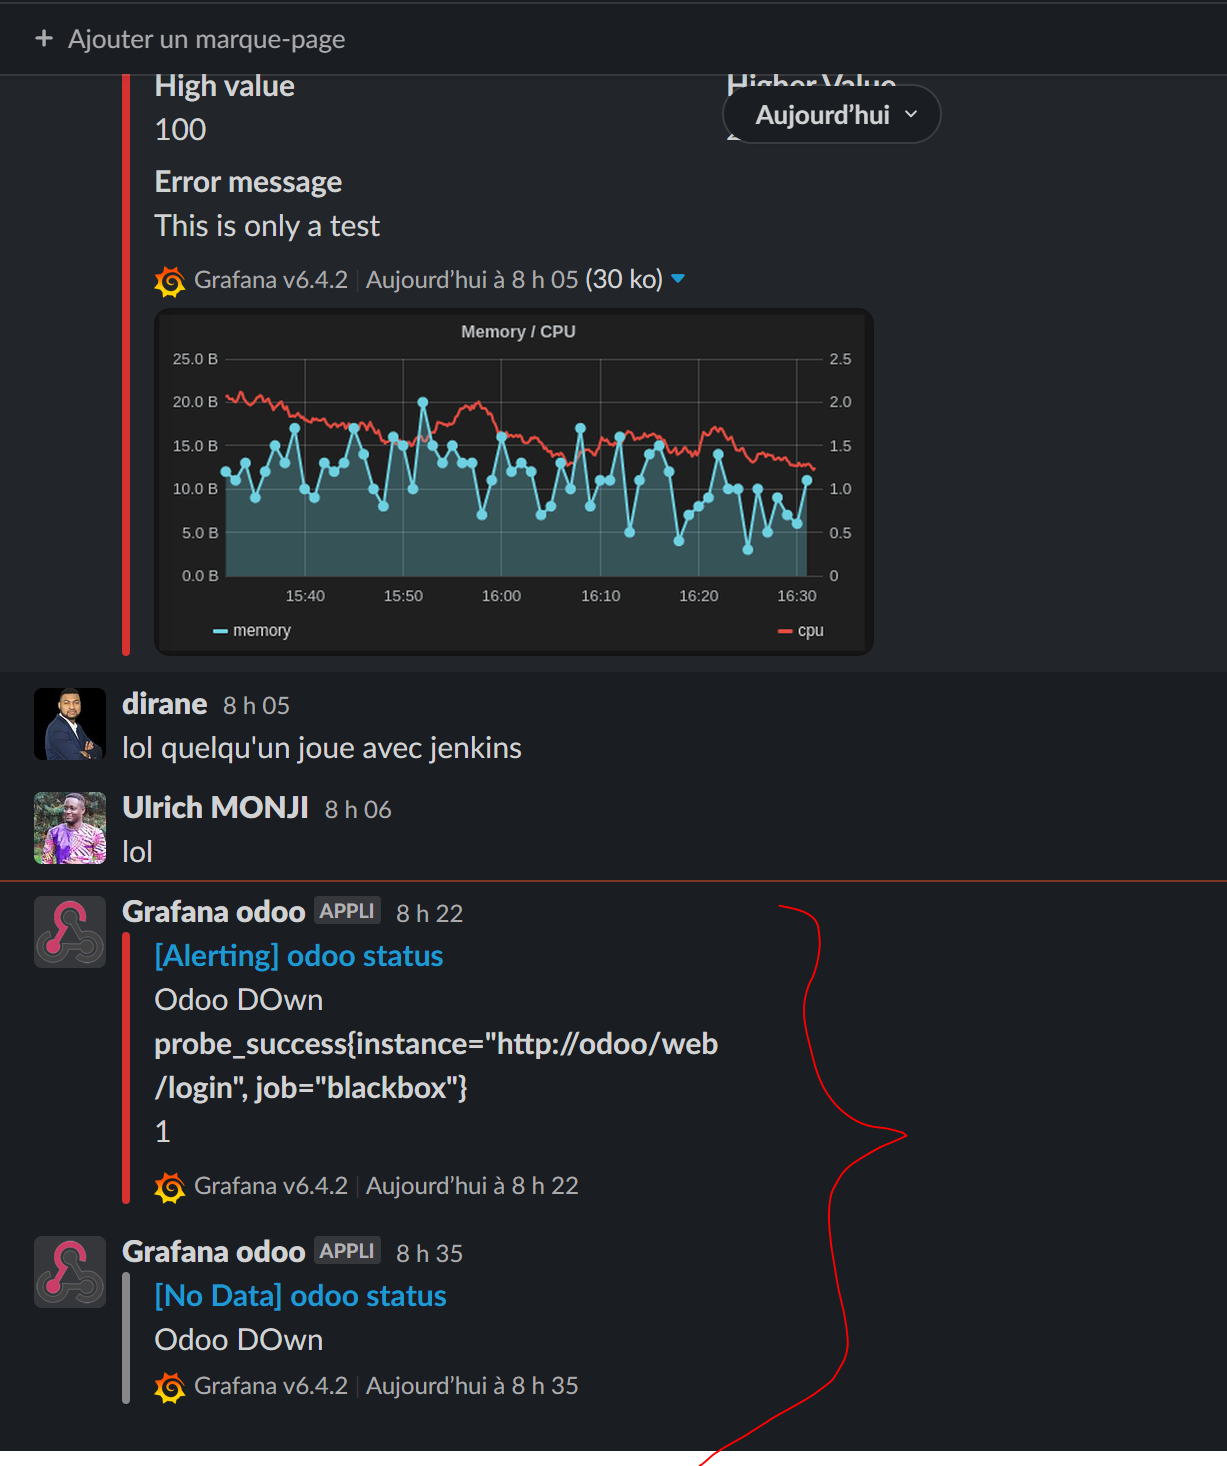 + Ajouter un marque-page
High value
Higher Value
Aujourd’hui
100
Error message
This is only a test
Grafana v6.4.2 | Aujourd’hui à 8 h 05 (30 ko)
Memory / CPU
25.0 B
2.5
20.0 B
2.0
15.0 B
1.5
10.0 B
1.0
5.0 B
0.5
0.0 B
0
15:40 15:50 16:00 16:10 16:20 16:30
memory
cpu
dirane 8 h 05
lol quelqu'un joue avec jenkins
Ulrich MONJI 8 h 06
lol
Grafana odoo APPLI 8 h 22
[Alerting] odoo status
Odoo DOwn
probe_success{instance="http://odoo/web
/login", job="blackbox"}
1
Grafana v6.4.2 | Aujourd’hui à 8 h 22
Grafana odoo APPLI 8 h 35
[No Data] odoo status
Odoo DOwn
Grafana v6.4.2 | Aujourd’hui à 8 h 35